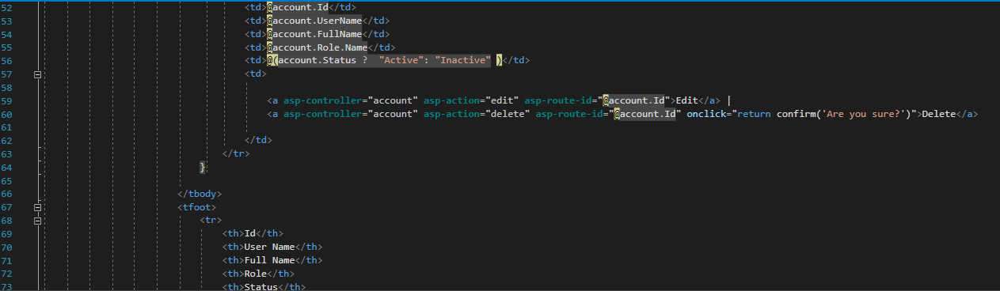 52 <td>@account.Id</td>
53 <td>@account.UserName</td>
54 <td>@account.FullName</td>
55 <td>@account.Role.Name</td>
56 <td>@(account.Status ?  "Active": "Inactive" )</td>
57 <td>
58
59 <a asp-controller="account" asp-action="edit" asp-route-id="@account.Id">Edit</a> |
60 <a asp-controller="account" asp-action="delete" asp-route-id="@account.Id" onclick="return confirm('Are you sure?')">Delete</a>
61
62 </td>
63 </tr>
64 }
65
66 </tbody>
67 <tfoot>
68 <tr>
69 <th>Id</th>
70 <th>User Name</th>
71 <th>Full Name</th>
72 <th>Role</th>
73 <th>Status</th>